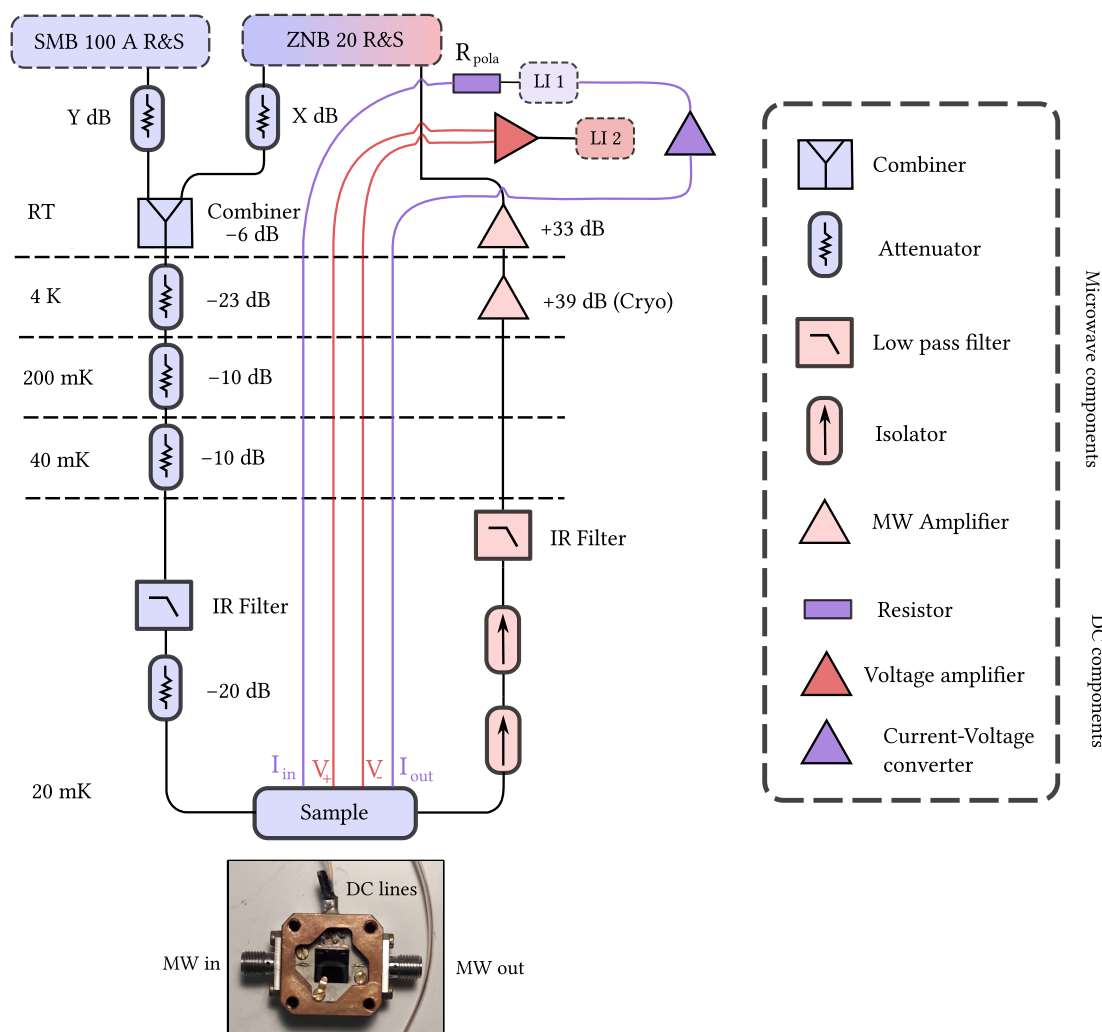 SMB 100 A R&S
ZNB 20 R&S
R_pola
LI 1
Y dB
X dB
LI 2
RT
Combiner
−6 dB
+33 dB
4 K
−23 dB
+39 dB (Cryo)
200 mK
−10 dB
40 mK
−10 dB
IR Filter
IR Filter
−20 dB
I_in
V_+
V_-
I_out
20 mK
Sample
DC lines
MW in
MW out
Combiner
Attenuator
Low pass filter
Isolator
MW Amplifier
Resistor
Voltage amplifier
Current-Voltage
converter
Microwave components
DC components